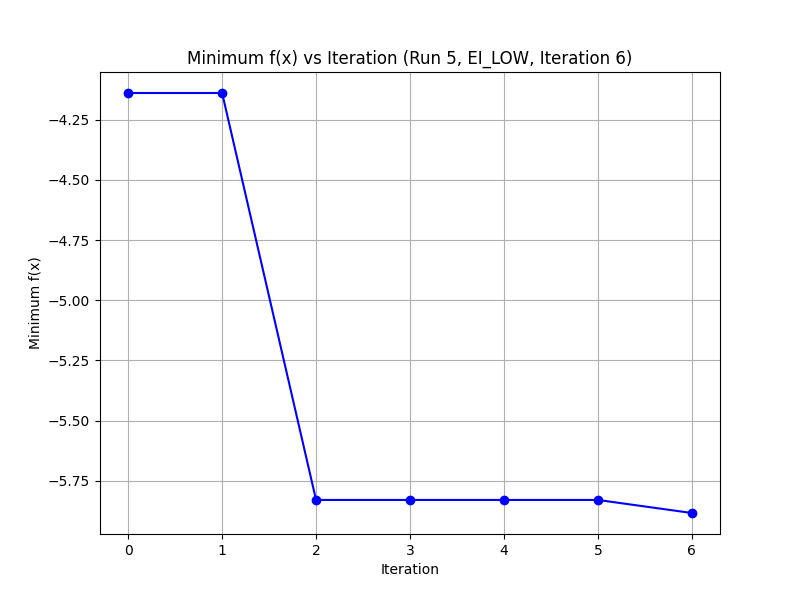 Minimum f(x) vs Iteration (Run 5, EI_LOW, Iteration 6)
−4.25
−4.50
−4.75
−5.00
−5.25
−5.50
−5.75
Minimum f(x)
0 1 2 3 4 5 6
Iteration